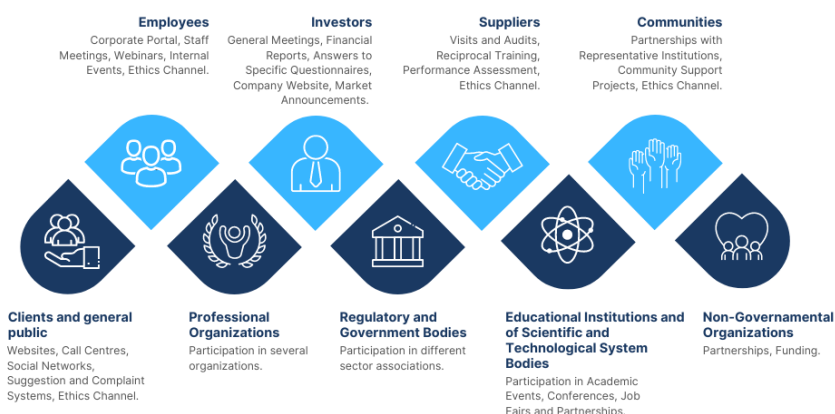 Employees
Corporate Portal, Staff
Meetings, Webinars, Internal
Events, Ethics Channel.
Investors
General Meetings, Financial
Reports, Answers to
Specific Questionnaires,
Company Website, Market
Announcements.
Suppliers
Visits and Audits,
Reciprocal Training,
Performance Assessment,
Ethics Channel.
Communities
Partnerships with
Representative Institutions,
Community Support
Projects, Ethics Channel.
Clients and general
public
Websites, Call Centres,
Social Networks,
Suggestion and Complaint
Systems, Ethics Channel.
Professional
Organizations
Participation in several
organizations.
Regulatory and
Government Bodies
Participation in different
sector associations.
Educational Institutions and
of Scientific and
Technological System
Bodies
Participation in Academic
Events, Conferences, Job
Fairs and Partnerships.
Non-Governamental
Organizations
Partnerships, Funding.